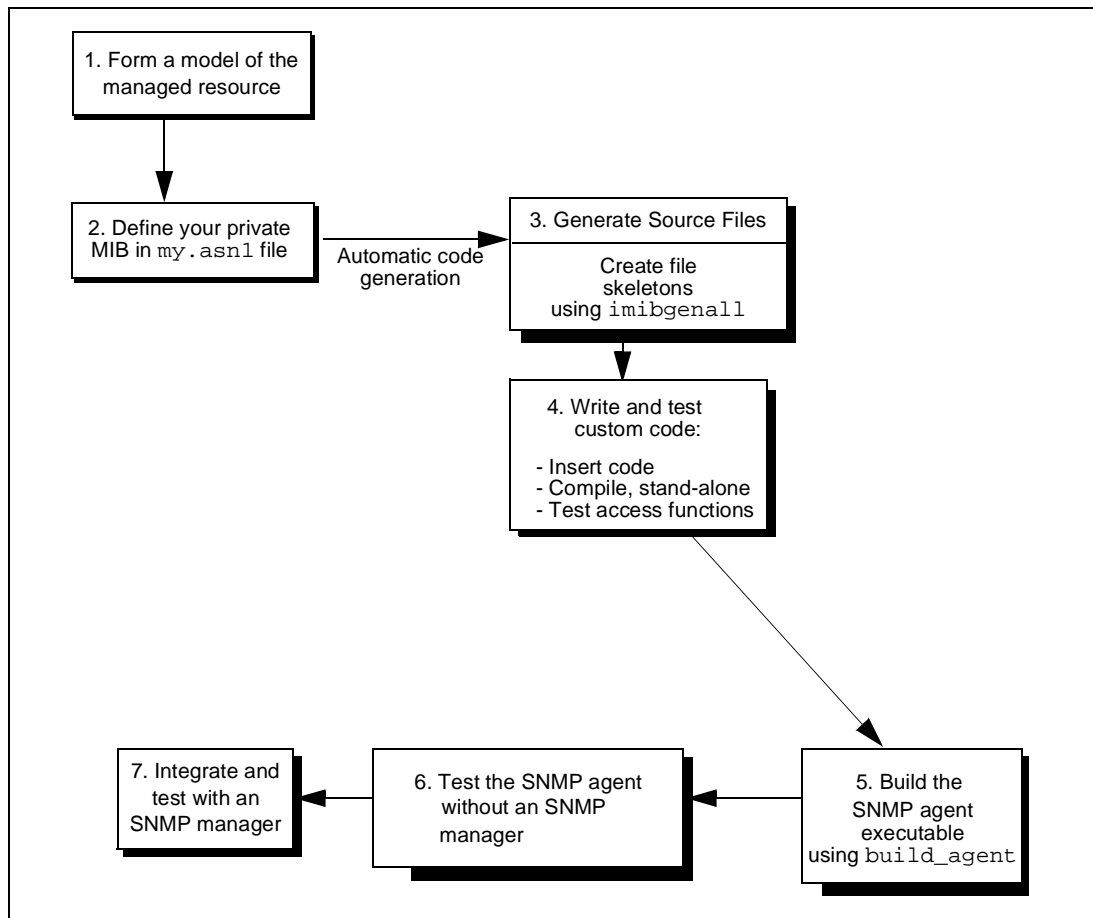 1. Form a model of the
managed resource
2. Define your private
MIB in my.asn1 file
Automatic code
generation
3. Generate Source Files
Create file
skeletons
using imibgenall
4. Write and test
custom code:
- Insert code
- Compile, stand-alone
- Test access functions
5. Build the
SNMP agent
executable
using build_agent
6. Test the SNMP agent
without an SNMP
manager
7. Integrate and
test with an
SNMP manager